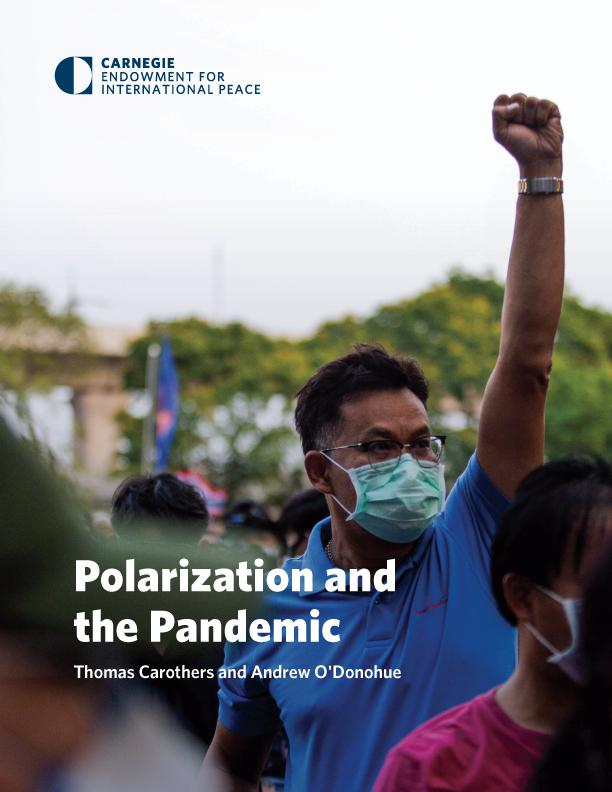 CARNEGIE
ENDOWMENT FOR
INTERNATIONAL PEACE
Polarization and
the Pandemic
Thomas Carothers and Andrew O'Donohue